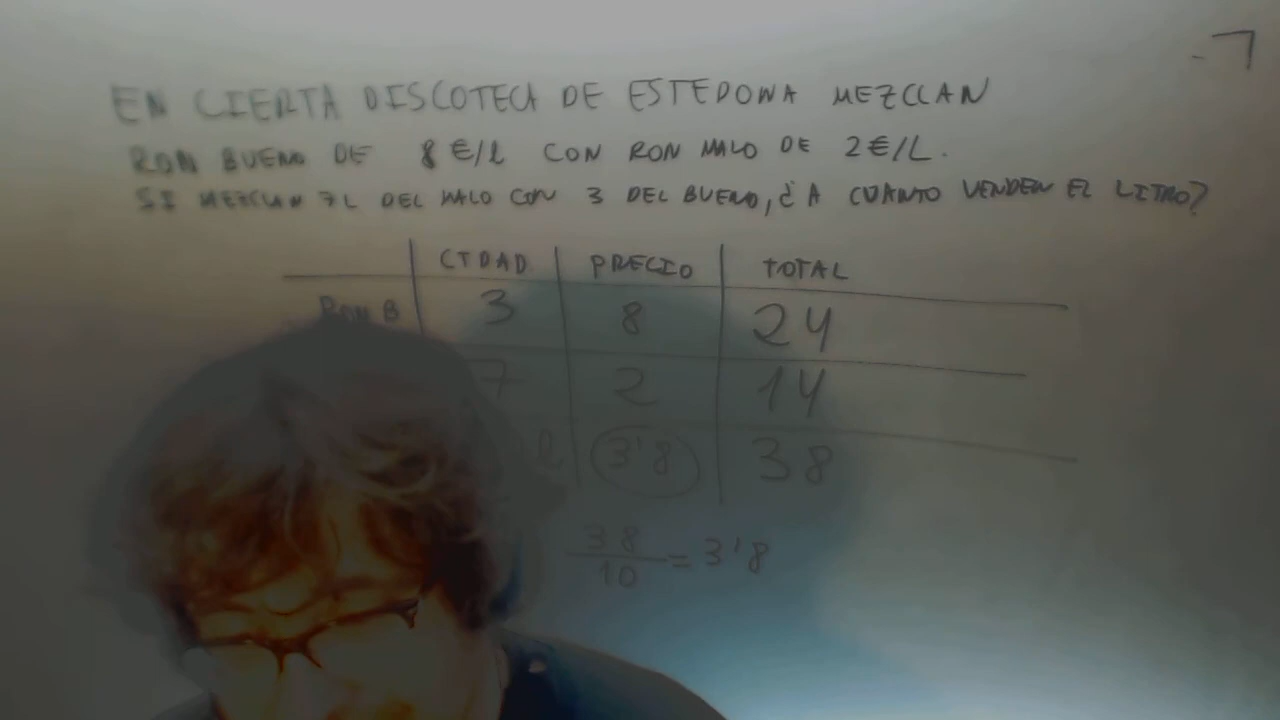 EN CIERTA DISCOTECA DE ESTEPONA MEZCLAN
RON BUENO DE 8 €/l CON RON MALO DE 2€/L.
SI MEZCLAN 7L DEL MALO CON 3 DEL BUENO, ¿A CUANTO VENDEN EL LITRO?
CTDAD PRECIO TOTAL
RON B 3 8 24
7 2 14
l 3'8 38
38
10 = 3'8